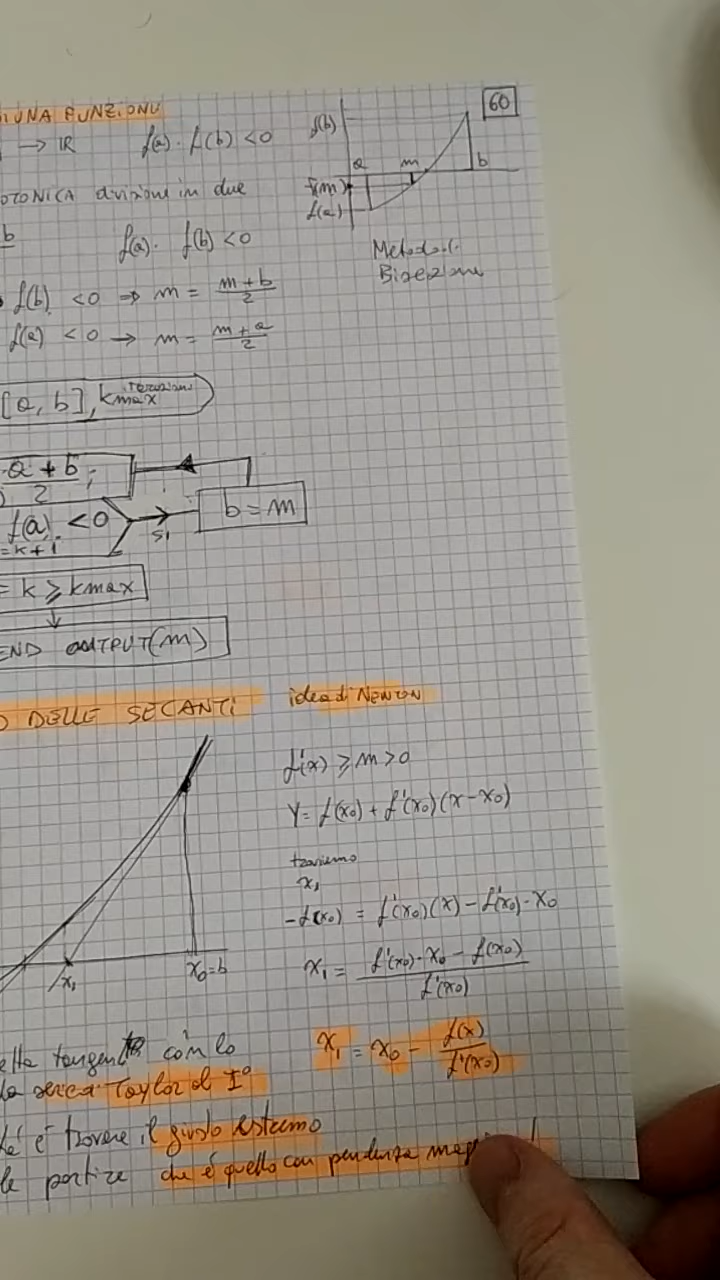 60
UNA FUNZIONE
→ IR f(a) · f(b) < 0
f(b)
a m b
f(m)
f(a)
OTONICA divisione in due
b
f(a) · f(b) < 0
Metodo di
Bisezione
f(b) < 0 ⇒ m = m + b / 2
f(a) < 0 → m = m + a / 2
[a, b], kmax iterazioni
a + b / 2 ;
f(a) < 0
= k + 1
SI
b = m
= k ⩾ kmax
END OUTPUT(m)
O DELLE SECANTI idea di NEWTON
f'(x) ⩾ m > 0
Y = f(x₀) + f'(x₀)(x - x₀)
troviamo
x₁
-f(x₀) = f'(x₀)(x) - f'(x₀) · x₀
x₁ = f'(x₀) · x₀ - f(x₀) / f'(x₀)
x₁ x₀ = b
x₁ = x₀ - f(x) / f'(x₀)
tangente con lo
serie Taylor di I°
è trovare il giusto estremo
partire che è quello con pendenza